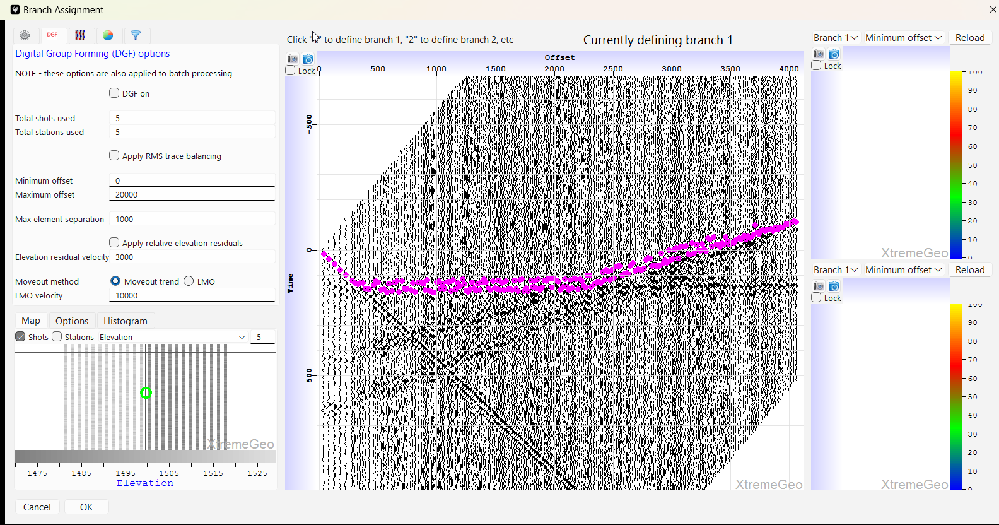 Branch Assignment
DGF
Digital Group Forming (DGF) options
NOTE - these options are also applied to batch processing
DGF on
Total shots used 5
Total stations used 5
Apply RMS trace balancing
Minimum offset 0
Maximum offset 20000
Max element separation 1000
Apply relative elevation residuals
Elevation residual velocity 3000
Moveout method Moveout trend LMO
LMO velocity 10000
Map Options Histogram
Shots Stations Elevation 5
XtremeGeo
1475 1485 1495 1505 1515 1525
Elevation
Cancel OK
Click " " to define branch 1, "2" to define branch 2, etc
Currently defining branch 1
Lock
Offset
0 500 1000 1500 2000 2500 3000 3500 4000
Time
-500
0
500
XtremeGeo
Branch 1 Minimum offset Reload
Lock
100
90
80
70
60
50
40
30
20
10
0
XtremeGeo
Branch 1 Minimum offset Reload
Lock
100
90
80
70
60
50
40
30
20
10
0
XtremeGeo